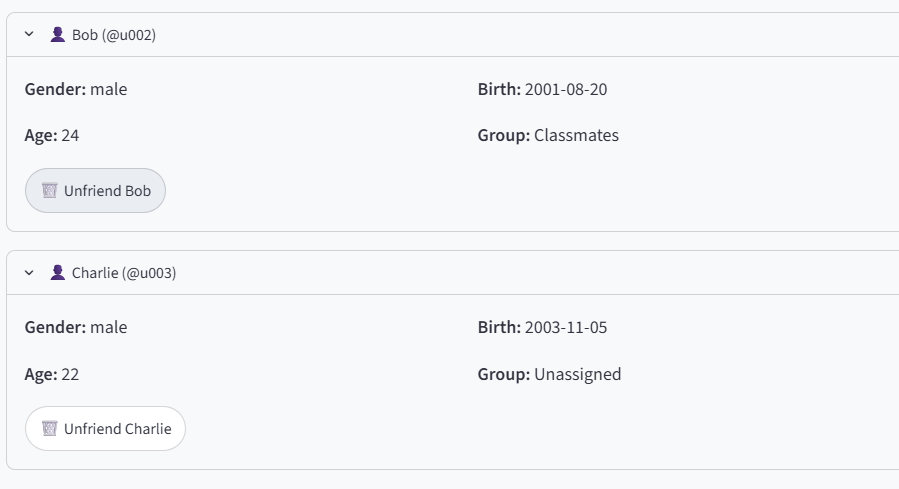 Bob (@u002)
Gender: male
Birth: 2001-08-20
Age: 24
Group: Classmates
Unfriend Bob
Charlie (@u003)
Gender: male
Birth: 2003-11-05
Age: 22
Group: Unassigned
Unfriend Charlie